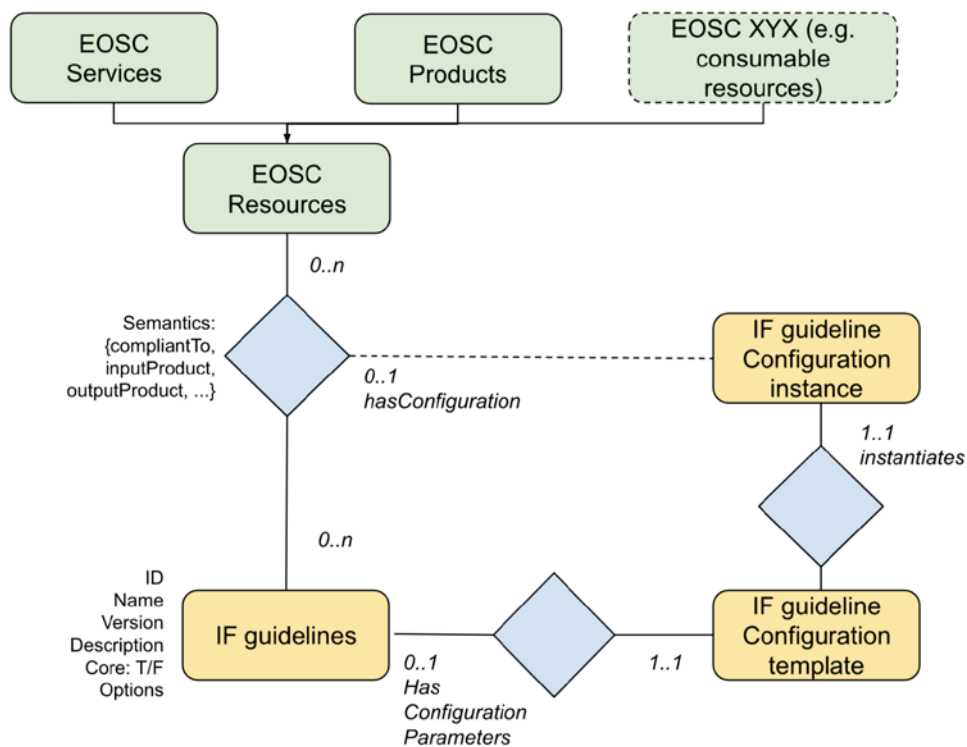 EOSC
Services
EOSC
Products
EOSC XYX (e.g.
consumable
resources)
EOSC
Resources
0..n
Semantics:
{compliantTo,
inputProduct,
outputProduct, ...}
0..1
hasConfiguration
IF guideline
Configuration
instance
1..1
instantiates
0..n
ID
Name
Version
Description
Core: T/F
Options
IF guidelines
0..1
Has
Configuration
Parameters
1..1
IF guideline
Configuration
template